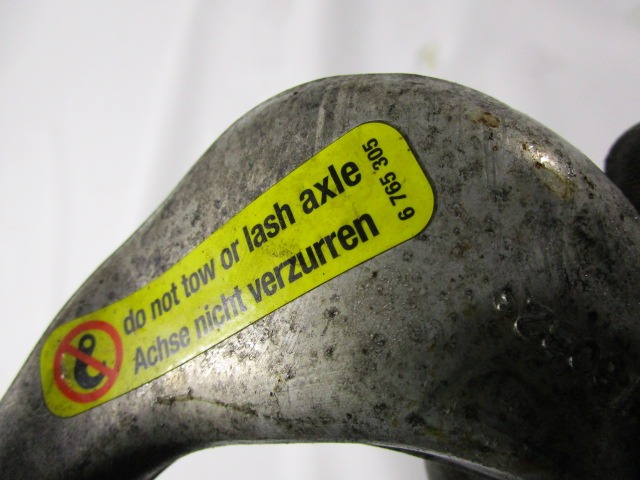 do not tow or lash axle
Achse nicht verzurren
6 765 305